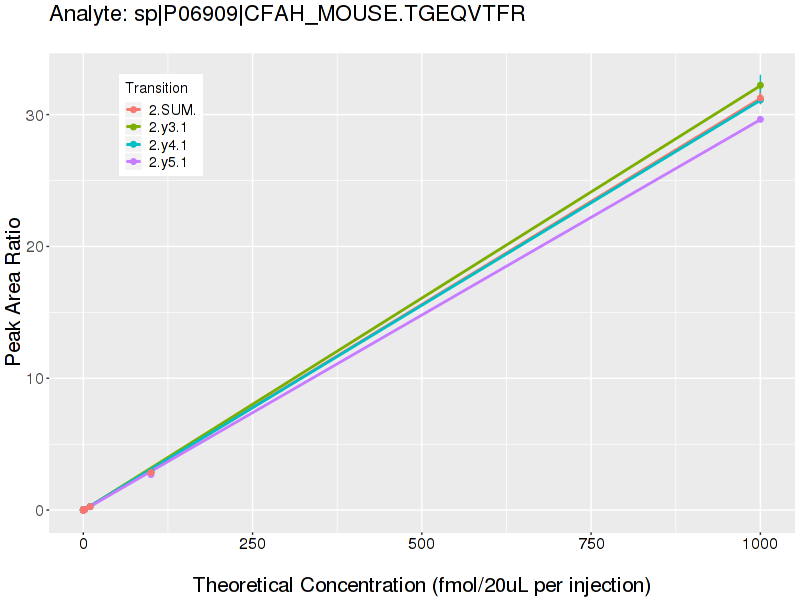 Analyte: sp|P06909|CFAH_MOUSE.TGEQVTFR
Transition
2.SUM.
2.y3.1
2.y4.1
2.y5.1
Peak Area Ratio
30
20
10
0
0 250 500 750 1000
Theoretical Concentration (fmol/20uL per injection)